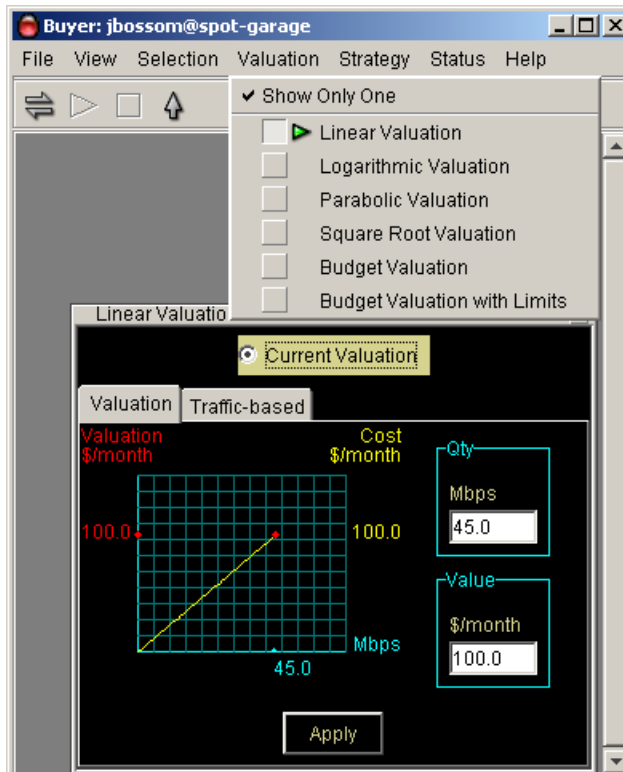 Buyer: jbossom@spot-garage
File View Selection Valuation Strategy Status Help
Show Only One
Linear Valuation
Logarithmic Valuation
Parabolic Valuation
Square Root Valuation
Budget Valuation
Budget Valuation with Limits
Linear Valuatio
Current Valuation
Valuation Traffic-based
Valuation
$/month
Cost
$/month
100.0
100.0
Mbps
45.0
Qty
Mbps
45.0
Value
$/month
100.0
Apply